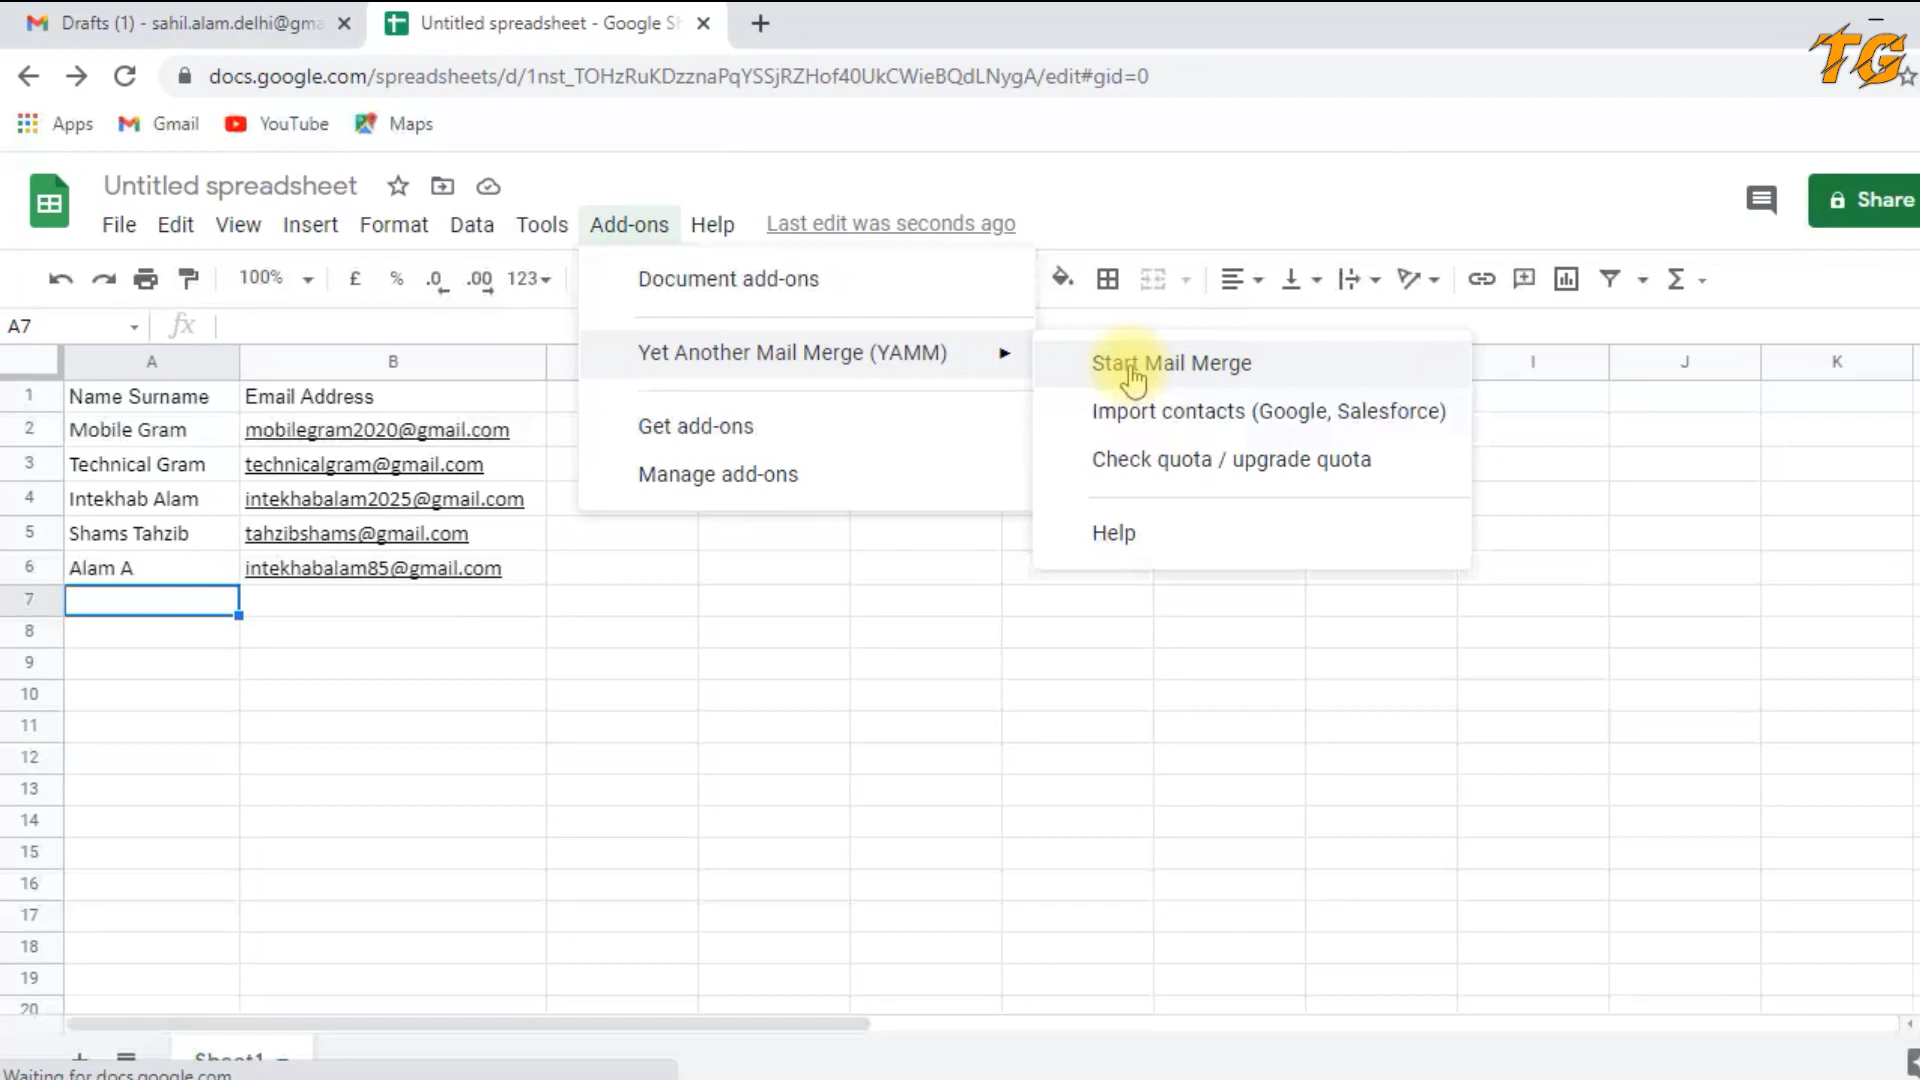 Drafts (1) - sahil.alam.delhi@gma
Untitled spreadsheet - Google Sh
TG
docs.google.com/spreadsheets/d/1nst_TOHzRuKDzznaPqYSSjRZHof40UkCWieBQdLNygA/edit#gid=0
Apps Gmail YouTube Maps
Untitled spreadsheet
Share
File Edit View Insert Format Data Tools Add-ons Help Last edit was seconds ago
100% £ % .0 .00 123
Document add-ons
Yet Another Mail Merge (YAMM)
Get add-ons
Manage add-ons
Start Mail Merge
Import contacts (Google, Salesforce)
Check quota / upgrade quota
Help
A7 fx
A B I J K
1 Name Surname Email Address
2 Mobile Gram mobilegram2020@gmail.com
3 Technical Gram technicalgram@gmail.com
4 Intekhab Alam intekhabalam2025@gmail.com
5 Shams Tahzib tahzibshams@gmail.com
6 Alam A intekhabalam85@gmail.com
7
8
9
10
11
12
13
14
15
16
17
18
19
20
Sheet1
Waiting for docs.google.com